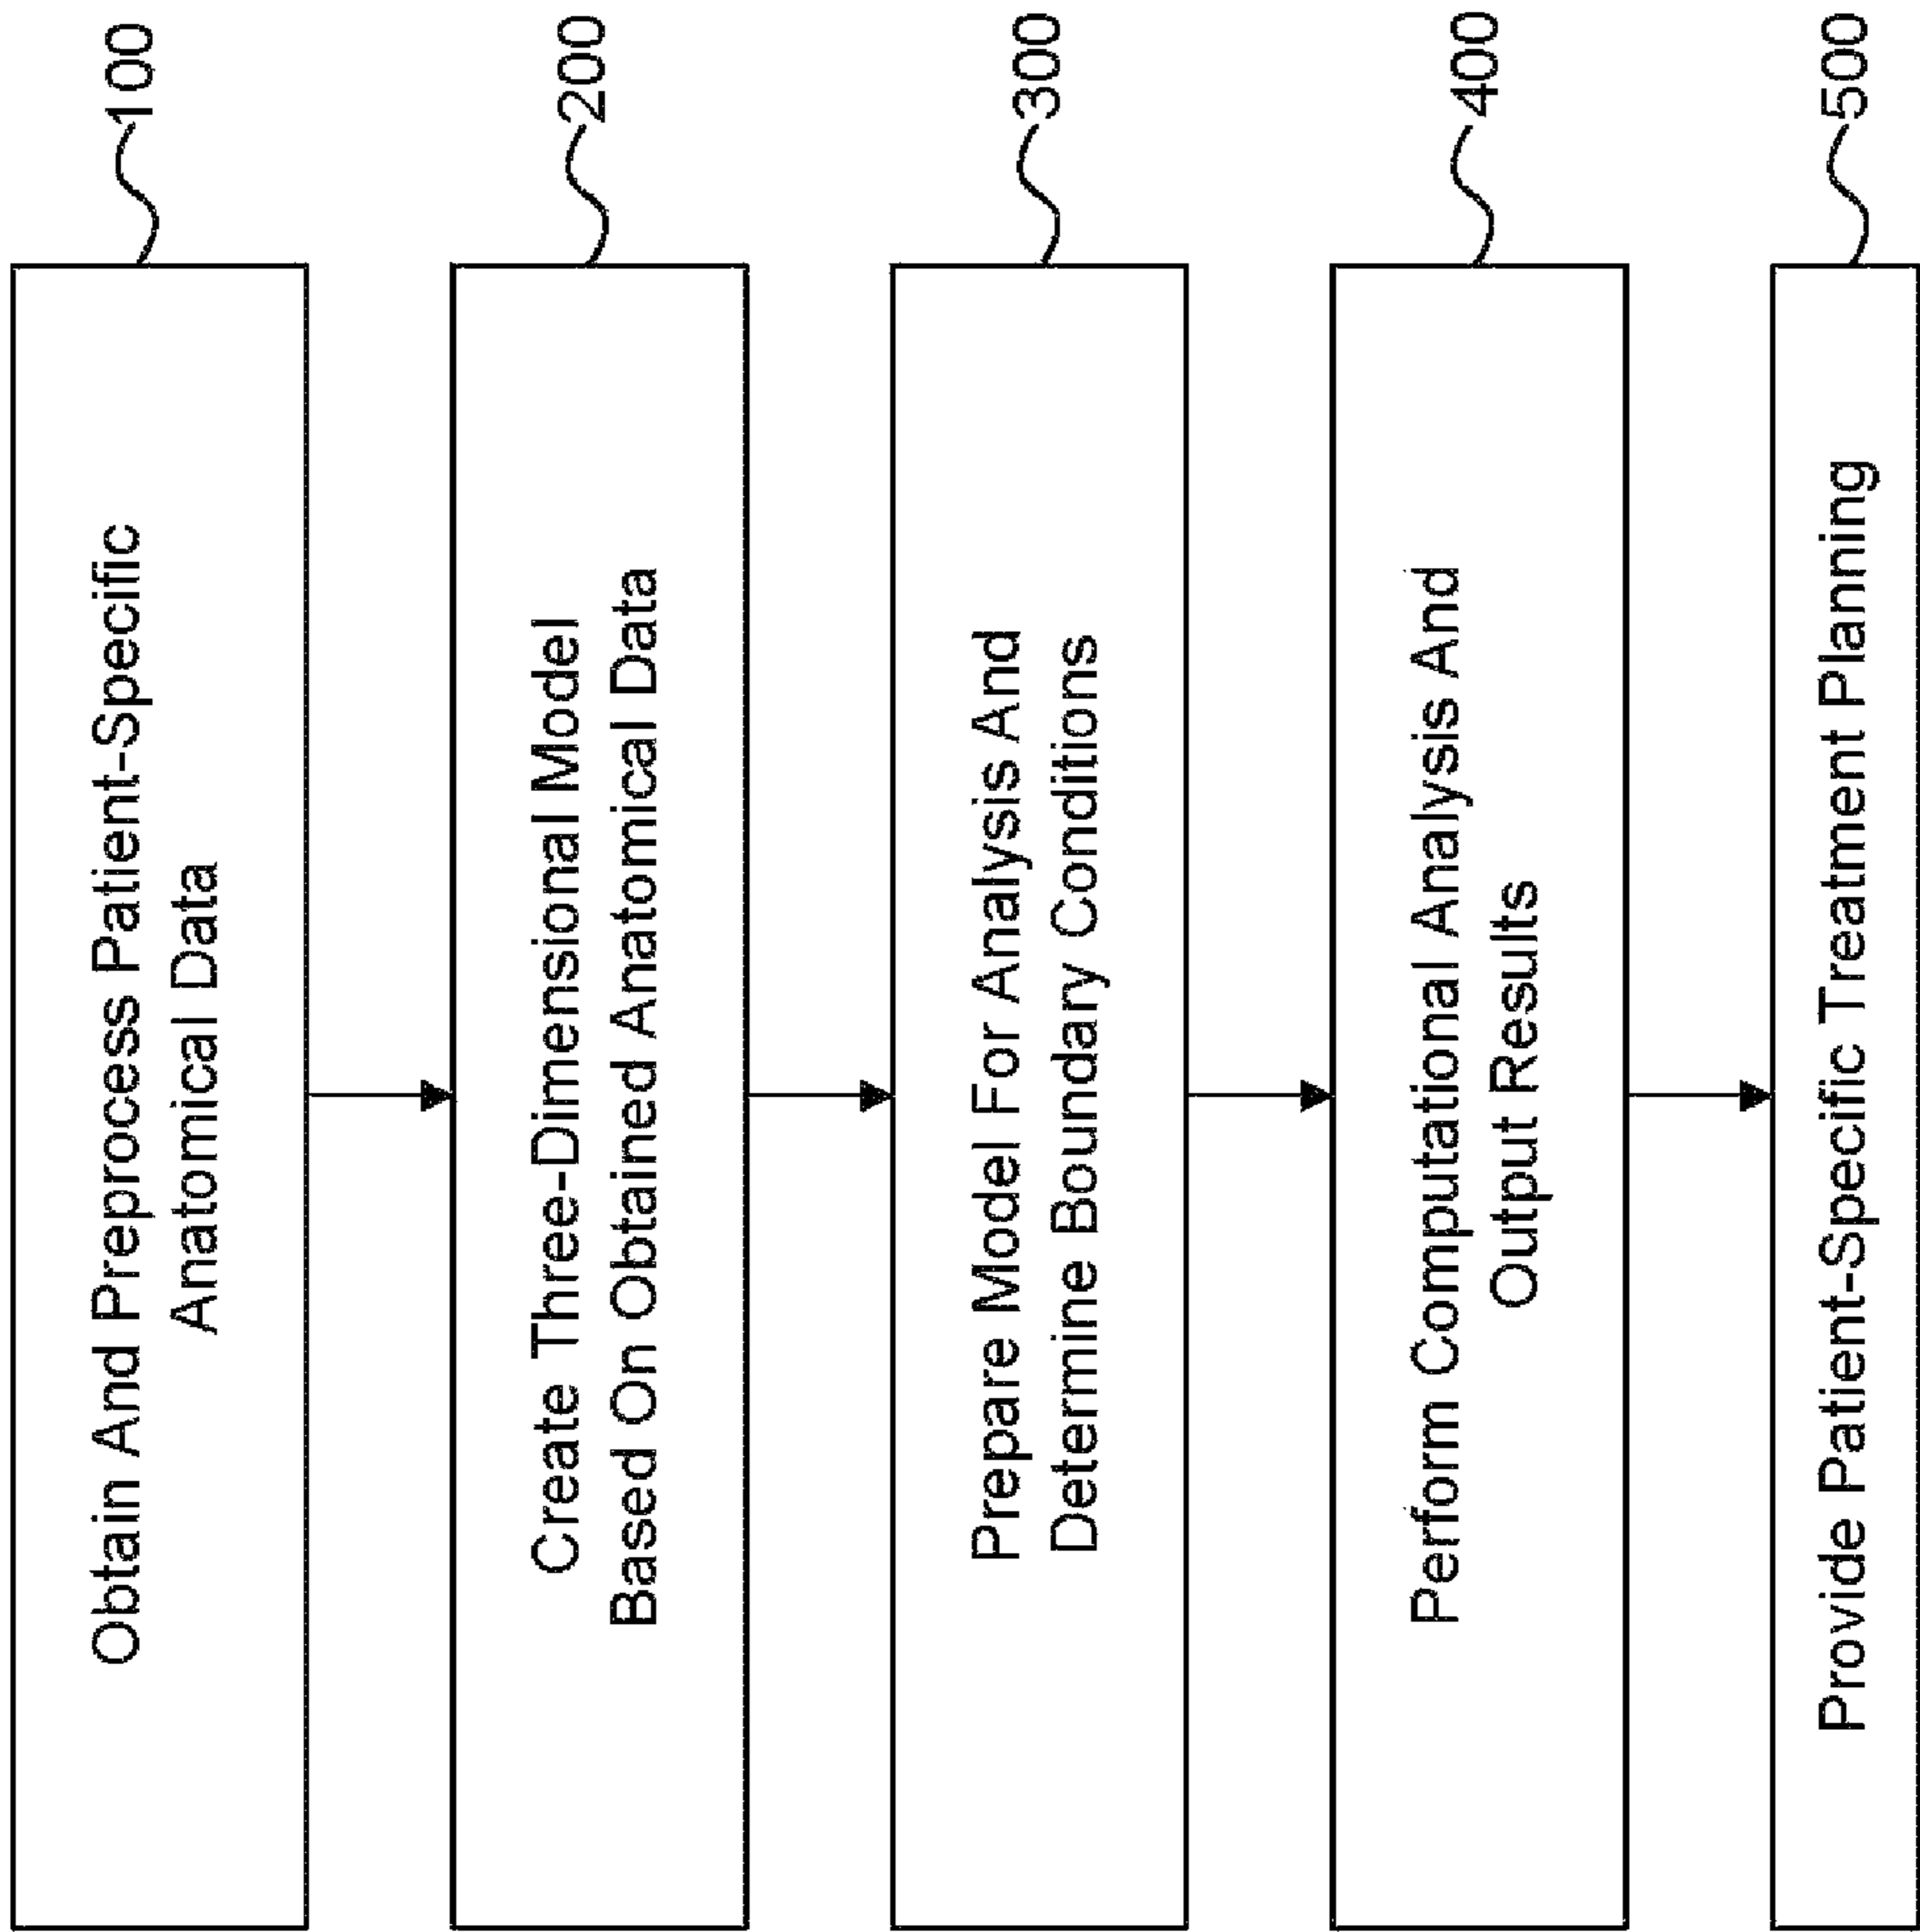 Obtain And Preprocess Patient-Specific
Anatomical Data
100
Create Three-Dimensional Model
Based On Obtained Anatomical Data
200
Prepare Model For Analysis And
Determine Boundary Conditions
300
Perform Computational Analysis And
Output Results
400
Provide Patient-Specific Treatment Planning
500